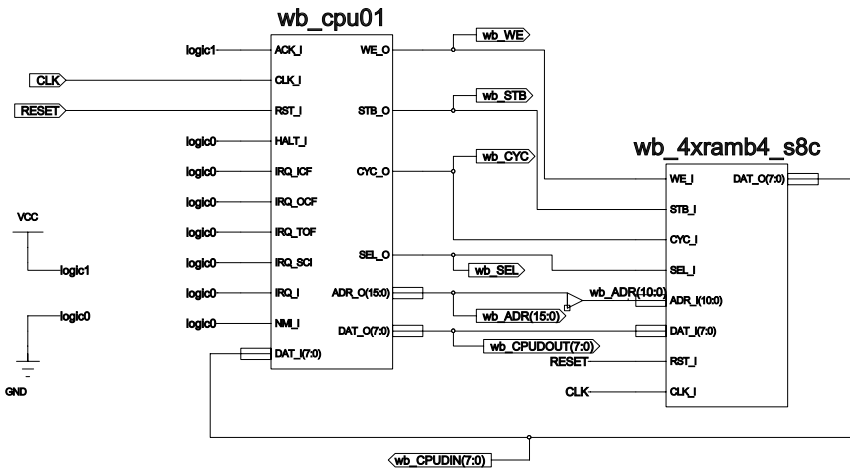 wb_cpu01
logic1
ACK_I
WE_O
wb_WE
CLK
CLK_I
RESET
RST_I
STB_O
wb_STB
logic0
HALT_I
wb_4xramb4_s8c
logic0
IRQ_ICF
CYC_O
wb_CYC
WE_I
DAT_O(7:0)
logic0
IRQ_OCF
STB_I
VCC
logic0
IRQ_TOF
CYC_I
logic0
IRQ_SCI
SEL_O
wb_SEL
SEL_I
logic1
logic0
IRQ_I
ADR_O(15:0)
wb_ADR(10:0)
ADR_I(10:0)
logic0
logic0
NMI_I
wb_ADR(15:0)
DAT_O(7:0)
DAT_I(7:0)
wb_CPUDOUT(7:0)
DAT_I(7:0)
RESET
RST_I
GND
CLK
CLK_I
wb_CPUDIN(7:0)